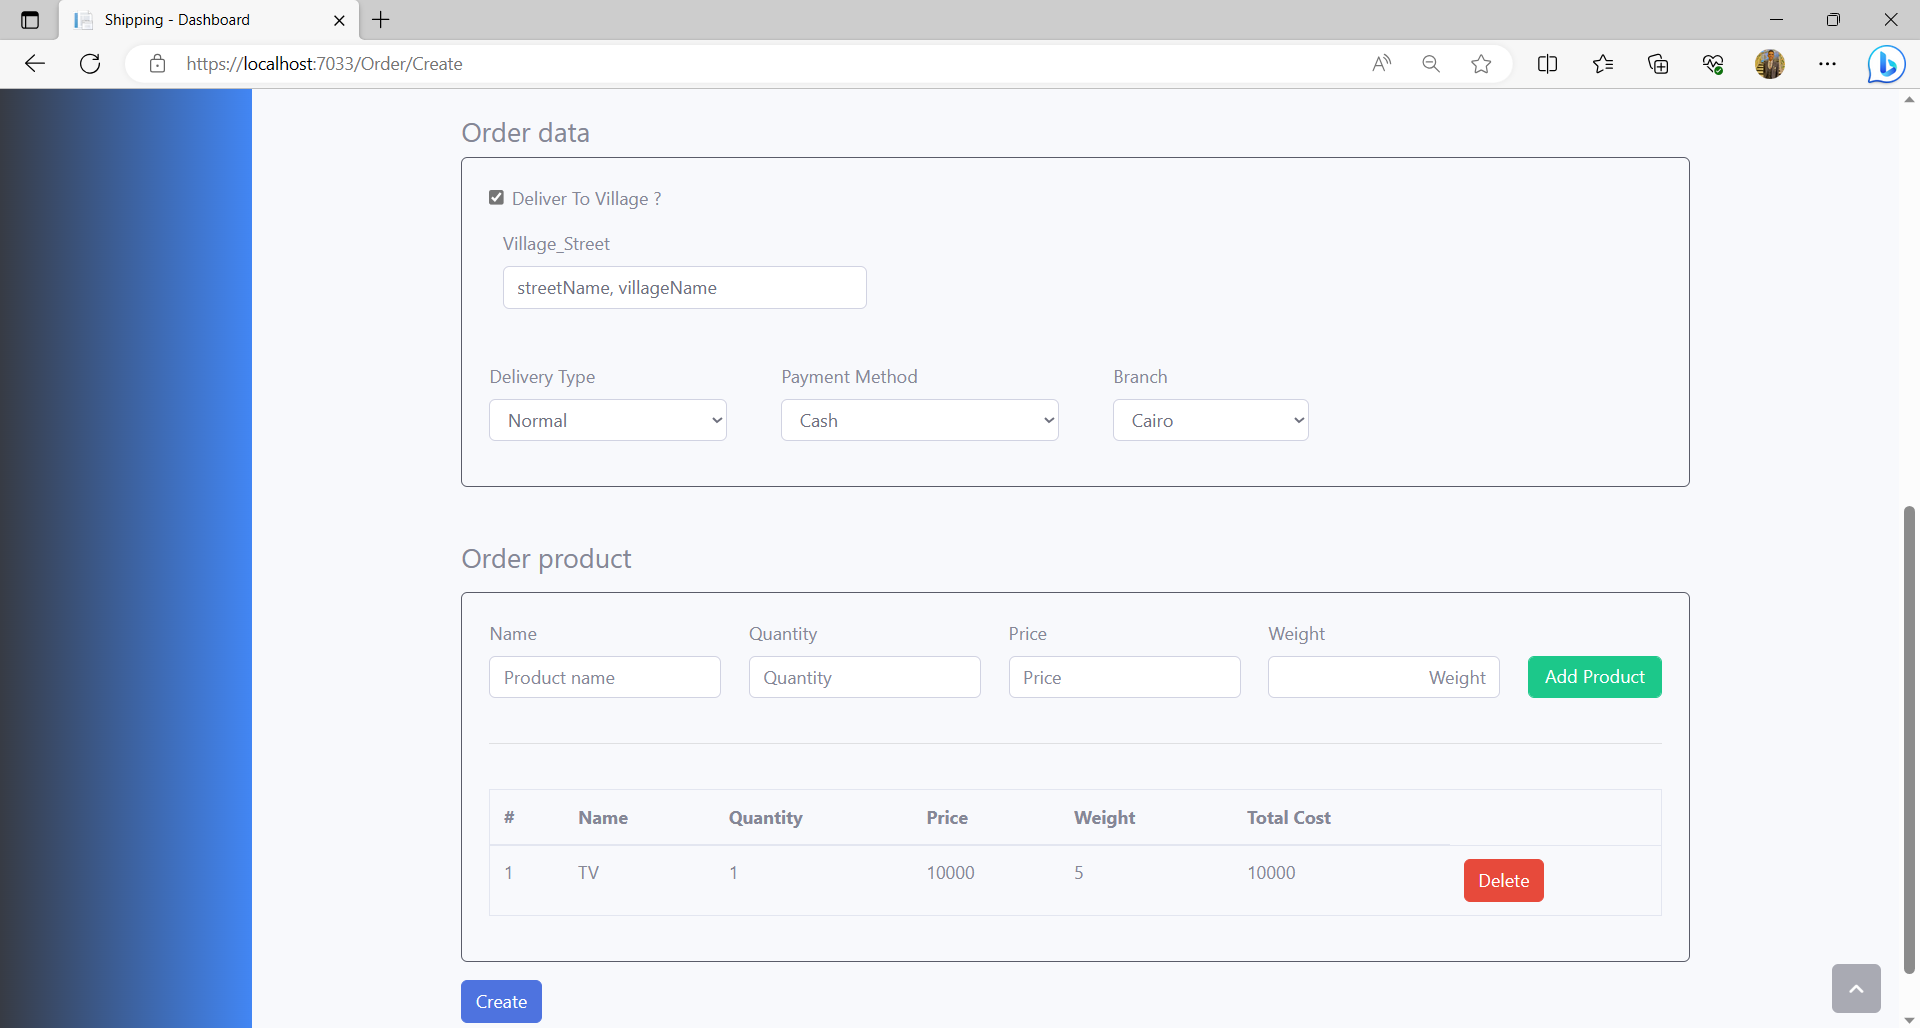 Shipping - Dashboard
https://localhost:7033/Order/Create
Order data
Deliver To Village ?
Village_Street
streetName, villageName
Delivery Type Payment Method Branch
Normal Cash Cairo
Order product
Name Quantity Price Weight
Product name Quantity Price Weight Add Product
# Name Quantity Price Weight Total Cost
1 TV 1 10000 5 10000 Delete
Create